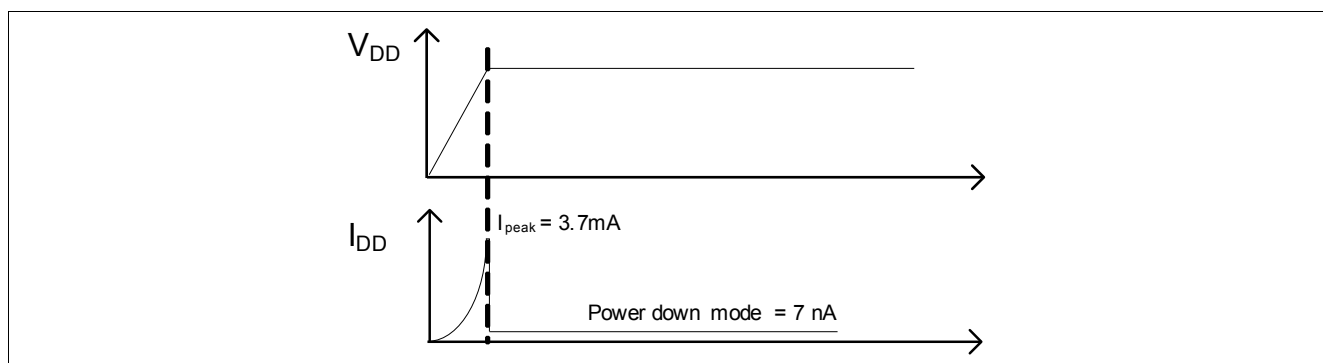 VDD
Ipeak = 3.7mA
IDD
Power down mode = 7 nA